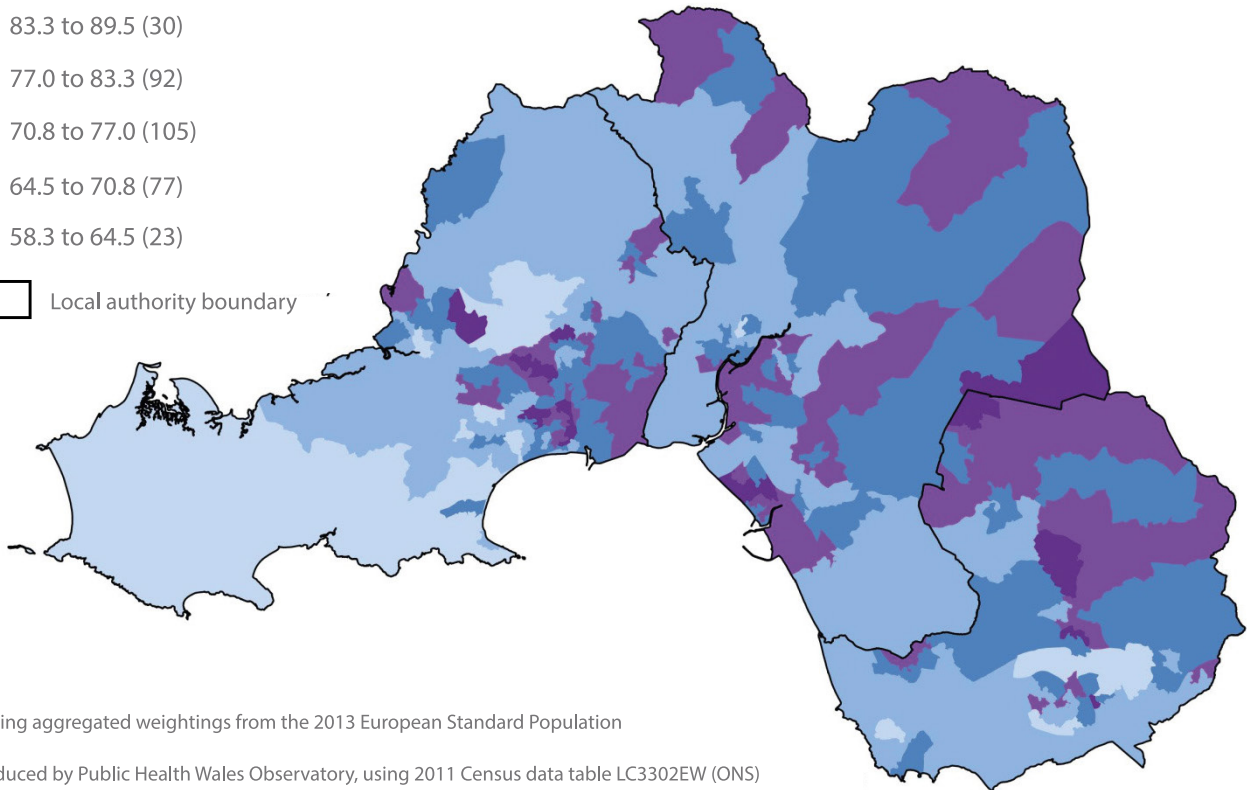 83.3 to 89.5 (30)
77.0 to 83.3 (92)
70.8 to 77.0 (105)
64.5 to 70.8 (77)
58.3 to 64.5 (23)
Local authority boundary
ing aggregated weightings from the 2013 European Standard Population
duced by Public Health Wales Observatory, using 2011 Census data table LC3302EW (ONS)